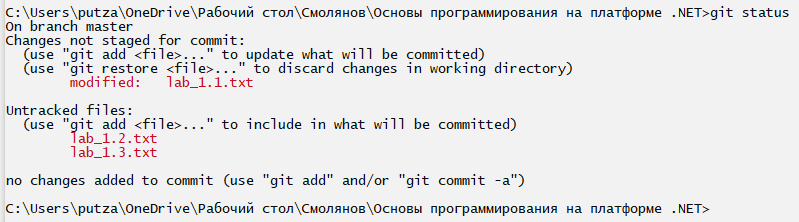 C:\Users\putza\OneDrive\Рабочий стол\Смолянов\Основы программирования на платформе .NET>git status
On branch master
Changes not staged for commit:
  (use "git add <file>..." to update what will be committed)
  (use "git restore <file>..." to discard changes in working directory)
        modified:   lab_1.1.txt

Untracked files:
  (use "git add <file>..." to include in what will be committed)
        lab_1.2.txt
        lab_1.3.txt

no changes added to commit (use "git add" and/or "git commit -a")

C:\Users\putza\OneDrive\Рабочий стол\Смолянов\Основы программирования на платформе .NET>